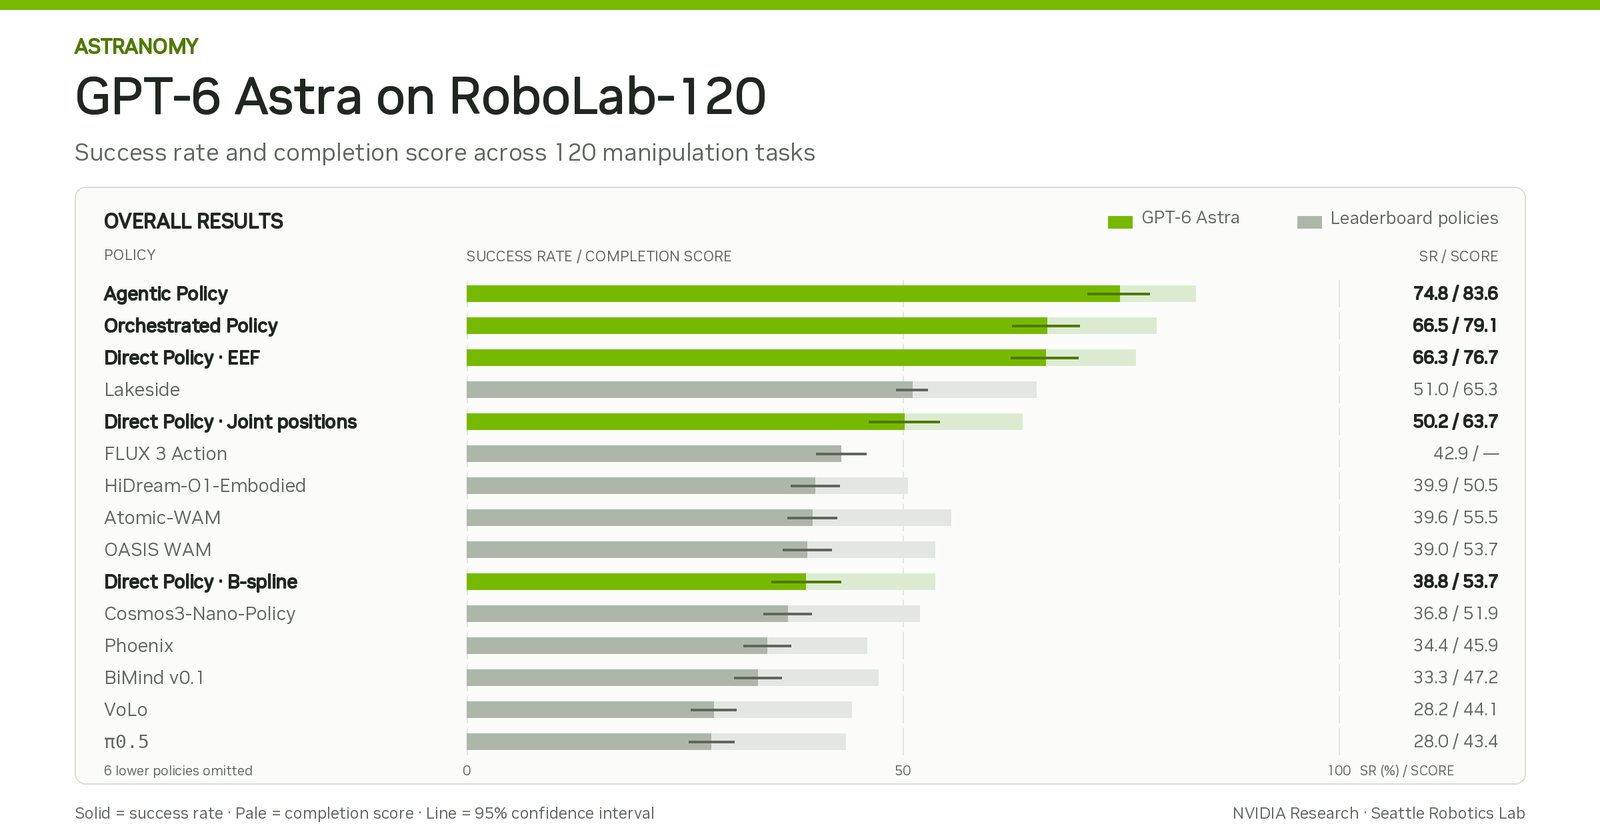 ASTRANOMY
GPT-6 Astra on RoboLab-120
Success rate and completion score across 120 manipulation tasks
OVERALL RESULTS
GPT-6 Astra
Leaderboard policies
POLICY
SUCCESS RATE / COMPLETION SCORE
SR / SCORE
Agentic Policy 74.8 / 83.6
Orchestrated Policy 66.5 / 79.1
Direct Policy · EEF 66.3 / 76.7
Lakeside 51.0 / 65.3
Direct Policy · Joint positions 50.2 / 63.7
FLUX 3 Action 42.9 / —
HiDream-O1-Embodied 39.9 / 50.5
Atomic-WAM 39.6 / 55.5
OASIS WAM 39.0 / 53.7
Direct Policy · B-spline 38.8 / 53.7
Cosmos3-Nano-Policy 36.8 / 51.9
Phoenix 34.4 / 45.9
BiMind v0.1 33.3 / 47.2
VoLo 28.2 / 44.1
π0.5 28.0 / 43.4
6 lower policies omitted
0 50 100 SR (%) / SCORE
Solid = success rate · Pale = completion score · Line = 95% confidence interval
NVIDIA Research · Seattle Robotics Lab